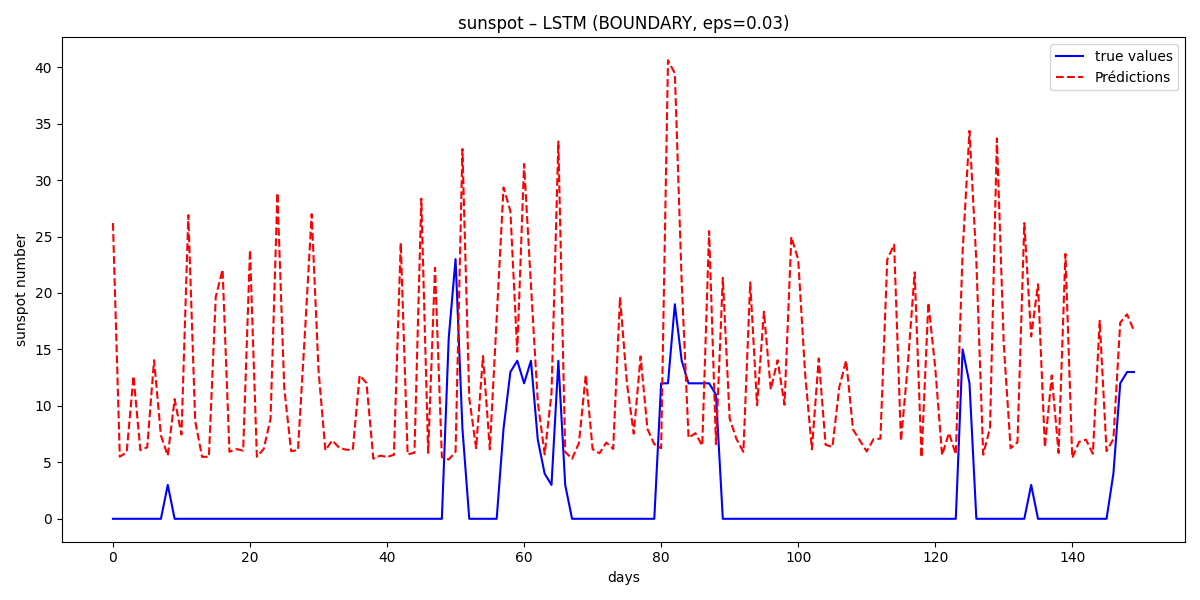 sunspot – LSTM (BOUNDARY, eps=0.03)
true values
Prédictions
sunspot number
40
35
30
25
20
15
10
5
0
0 20 40 60 80 100 120 140
days